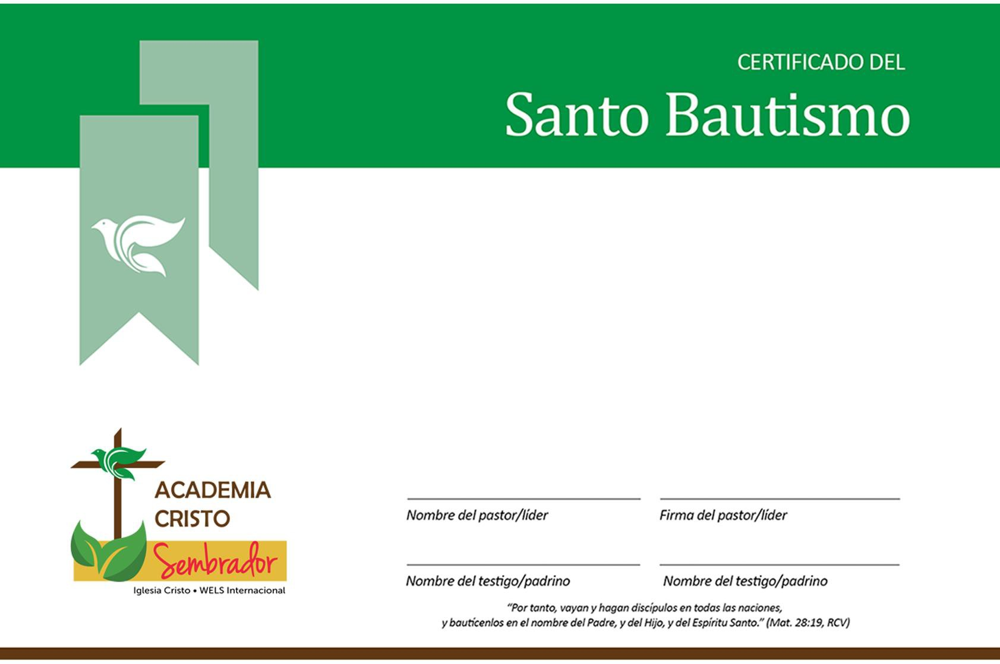 CERTIFICADO DEL
Santo Bautismo
ACADEMIA
CRISTO
Sembrador
Iglesia Cristo • WELS Internacional
Nombre del pastor/líder
Firma del pastor/líder
Nombre del testigo/padrino
Nombre del testigo/padrino
“Por tanto, vayan y hagan discípulos en todas las naciones,
y bautícenlos en el nombre del Padre, y del Hijo, y del Espíritu Santo.” (Mat. 28:19, RCV)